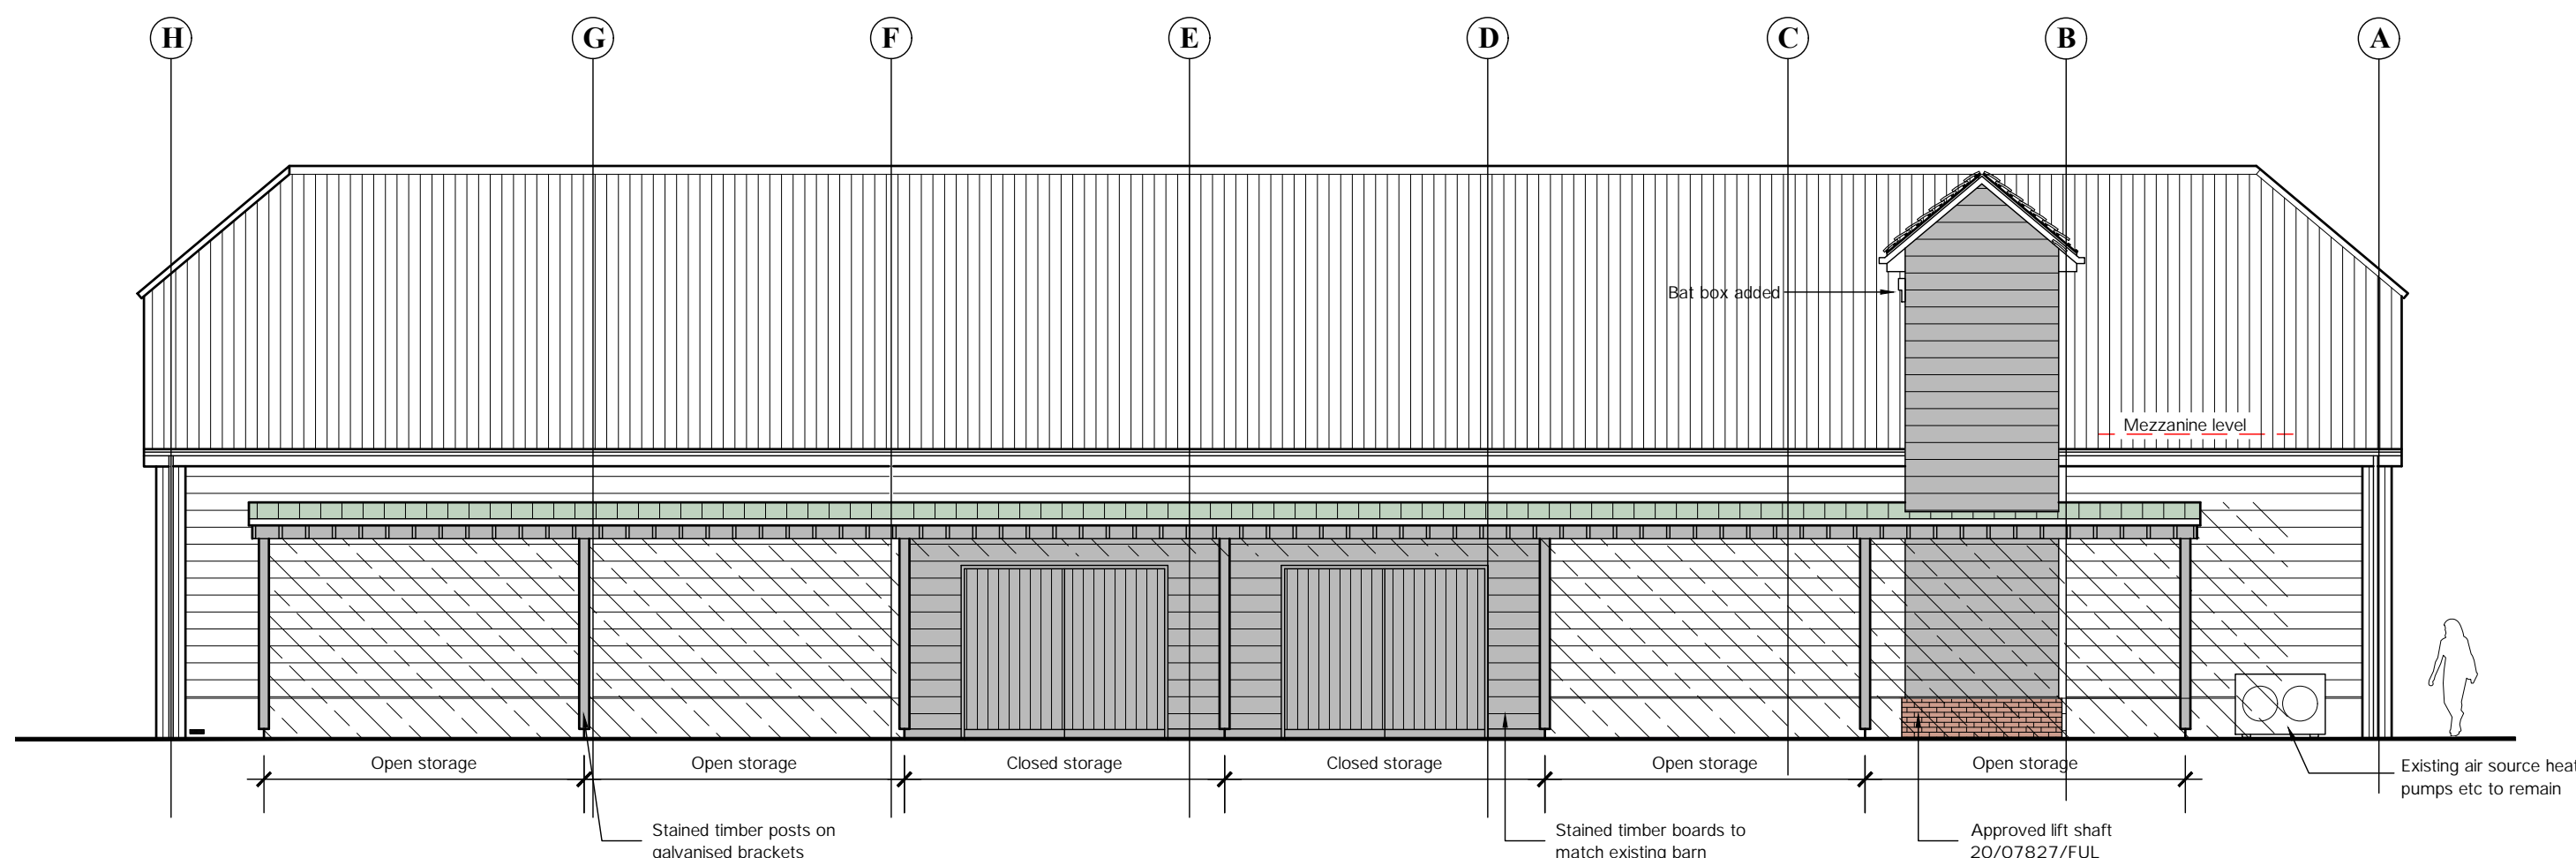 H G F E D C B A
Bat box added
Mezzanine level
Open storage Open storage Closed storage Closed storage Open storage Open storage
Existing air source heat
pumps etc to remain
Stained timber posts on
galvanised brackets
Stained timber boards to
match existing barn
Approved lift shaft
20/07827/FUL